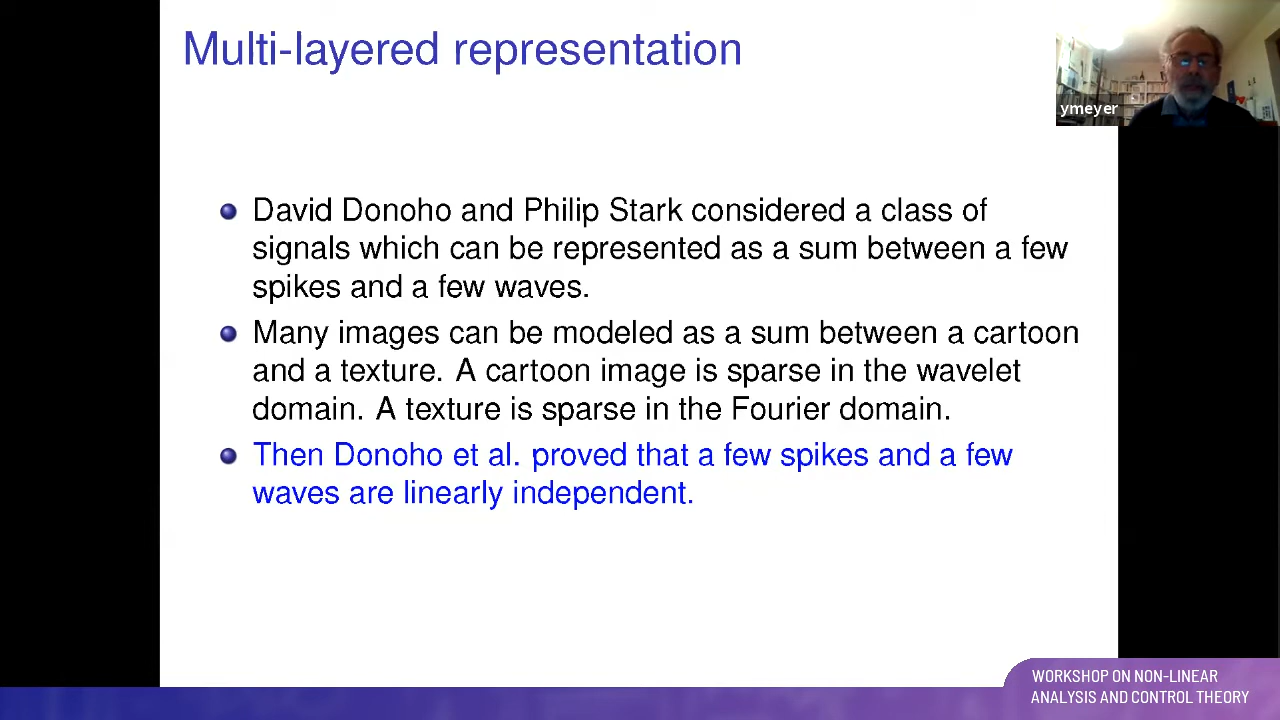 Multi-layered representation
ymeyer
David Donoho and Philip Stark considered a class of
signals which can be represented as a sum between a few
spikes and a few waves.
Many images can be modeled as a sum between a cartoon
and a texture. A cartoon image is sparse in the wavelet
domain. A texture is sparse in the Fourier domain.
Then Donoho et al. proved that a few spikes and a few
waves are linearly independent.
WORKSHOP ON NON-LINEAR
ANALYSIS AND CONTROL THEORY